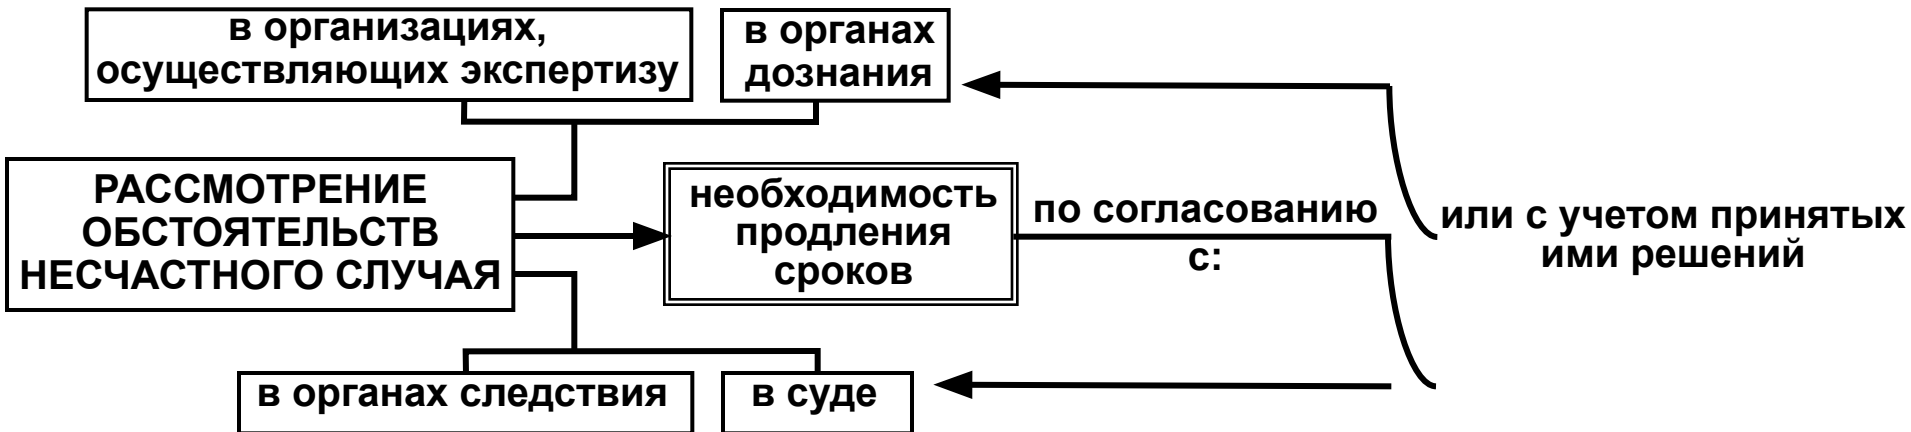 в организациях,
осуществляющих экспертизу
в органах
дознания
РАССМОТРЕНИЕ
ОБСТОЯТЕЛЬСТВ
НЕСЧАСТНОГО СЛУЧАЯ
необходимость
продления
сроков
по согласованию
с:
или с учетом принятых
ими решений
в органах следствия
в суде